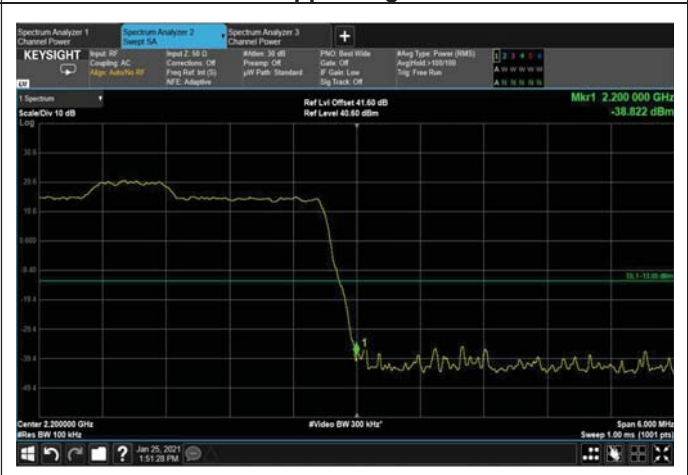 Spectrum Analyzer 1
Channel Power
Spectrum Analyzer 2
Swept SA
Spectrum Analyzer 3
Channel Power
KEYSIGHT
Input: RF
Coupling: AC
Align: Auto/No RF
Input Z: 50 Ω
Corrections: Off
Freq Ref: Int (S)
NFE: Adaptive
#Atten: 30 dB
Preamp: Off
µW Path: Standard
PNO: Best Wide
Gate: Off
IF Gain: Low
Sig Track: Off
#Avg Type: Power (RMS)
Avg|Hold >100/100
Trig: Free Run
1 2 3 4 5 6
A W W W W W
A N N N N N
LXI
1 Spectrum
Scale/Div 10 dB
Log
Ref Lvl Offset 41.60 dB
Ref Level 40.60 dBm
Mkr1 2.200 000 GHz
-38.822 dBm
30.6
20.6
10.6
0.600
-9.40
-19.4
-29.4
-39.4
-49.4
DL1 -13.00 dBm
1
Center 2.200000 GHz
#Res BW 100 kHz
#Video BW 300 kHz*
Span 6.000 MHz
Sweep 1.00 ms (1001 pts)
Jan 25, 2021
1:51:28 PM